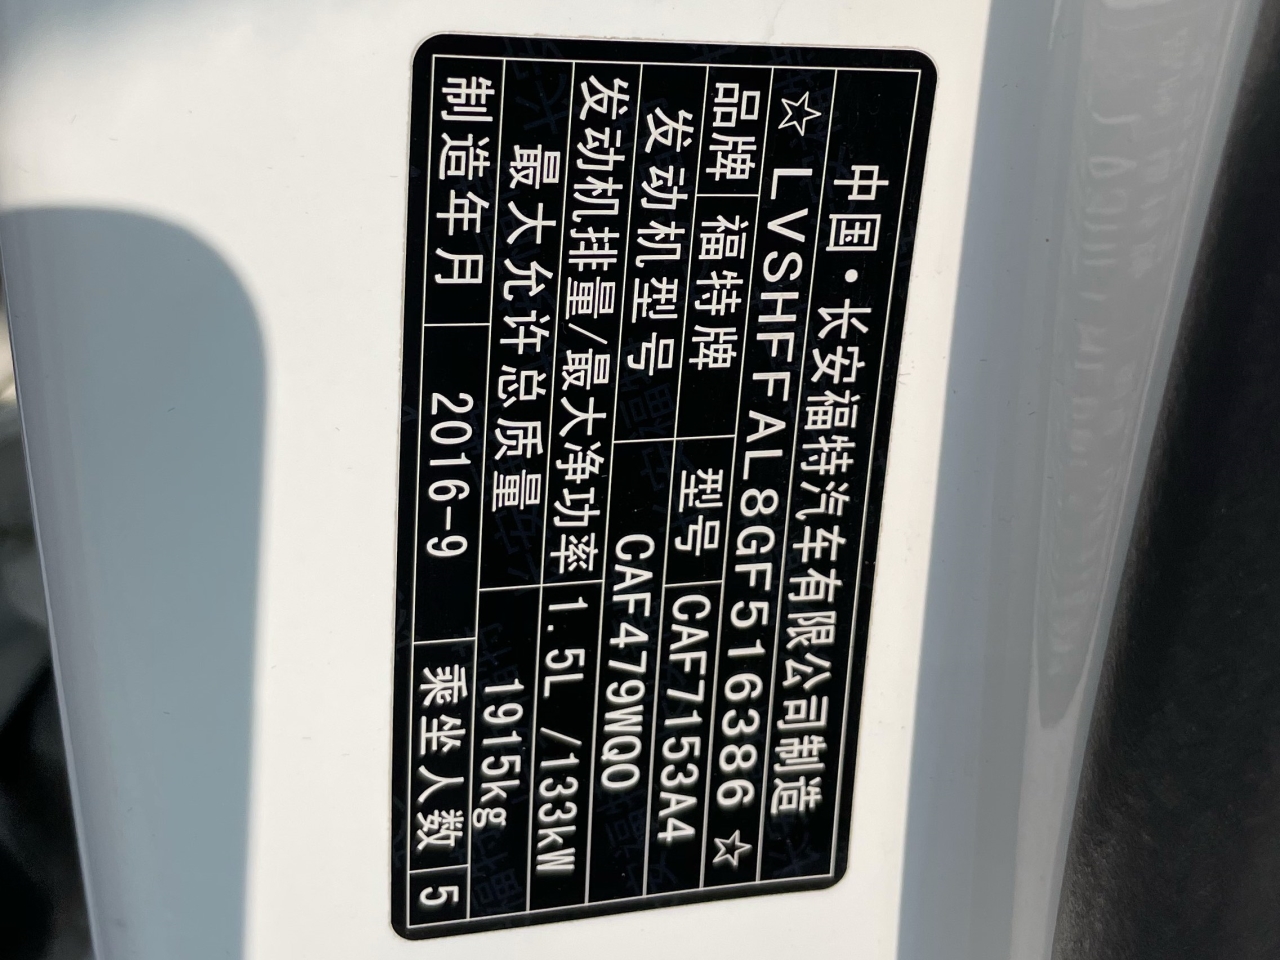 中国·长安福特汽车有限公司制造
☆LVSHFFAL8GF516386☆
品牌 福特牌 型号 CAF7153A4
发动机型号 CAF479WQ0
发动机排量/最大净功率 1.5L /133kW
最大允许总质量 1915kg
制造年月 2016-9 乘坐人数 5